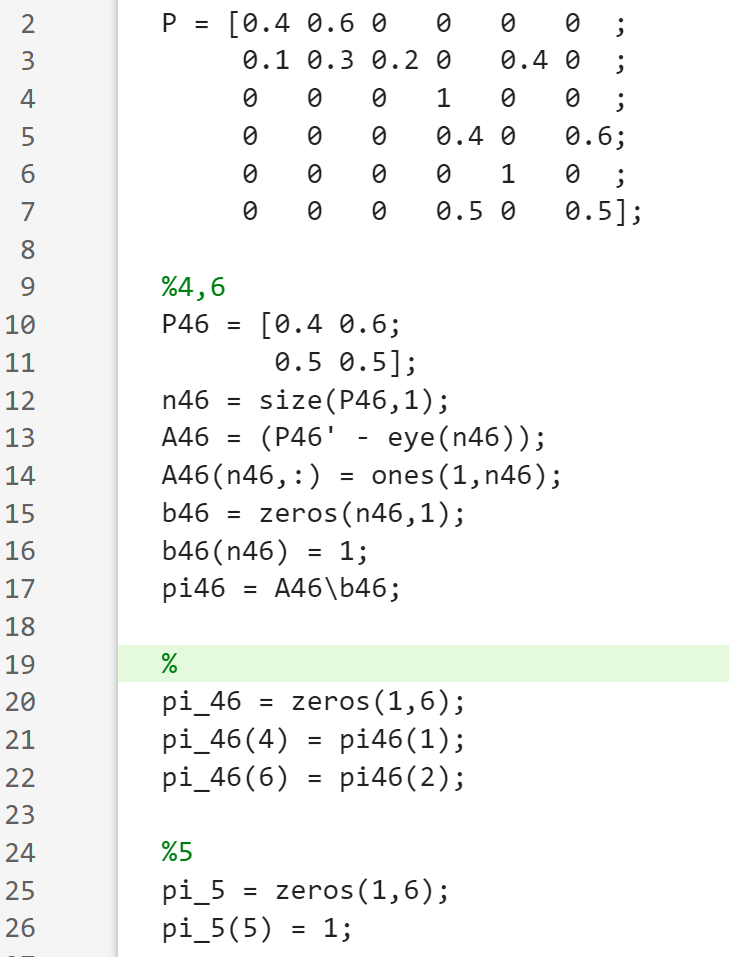 2 P = [0.4 0.6 0   0   0   0  ;
3      0.1 0.3 0.2 0   0.4 0  ;
4      0   0   0   1   0   0  ;
5      0   0   0   0.4 0   0.6;
6      0   0   0   0   1   0  ;
7      0   0   0   0.5 0   0.5];
8
9 %4,6
10 P46 = [0.4 0.6;
11        0.5 0.5];
12 n46 = size(P46,1);
13 A46 = (P46' - eye(n46));
14 A46(n46,:) = ones(1,n46);
15 b46 = zeros(n46,1);
16 b46(n46) = 1;
17 pi46 = A46\b46;
18
19 %
20 pi_46 = zeros(1,6);
21 pi_46(4) = pi46(1);
22 pi_46(6) = pi46(2);
23
24 %5
25 pi_5 = zeros(1,6);
26 pi_5(5) = 1;